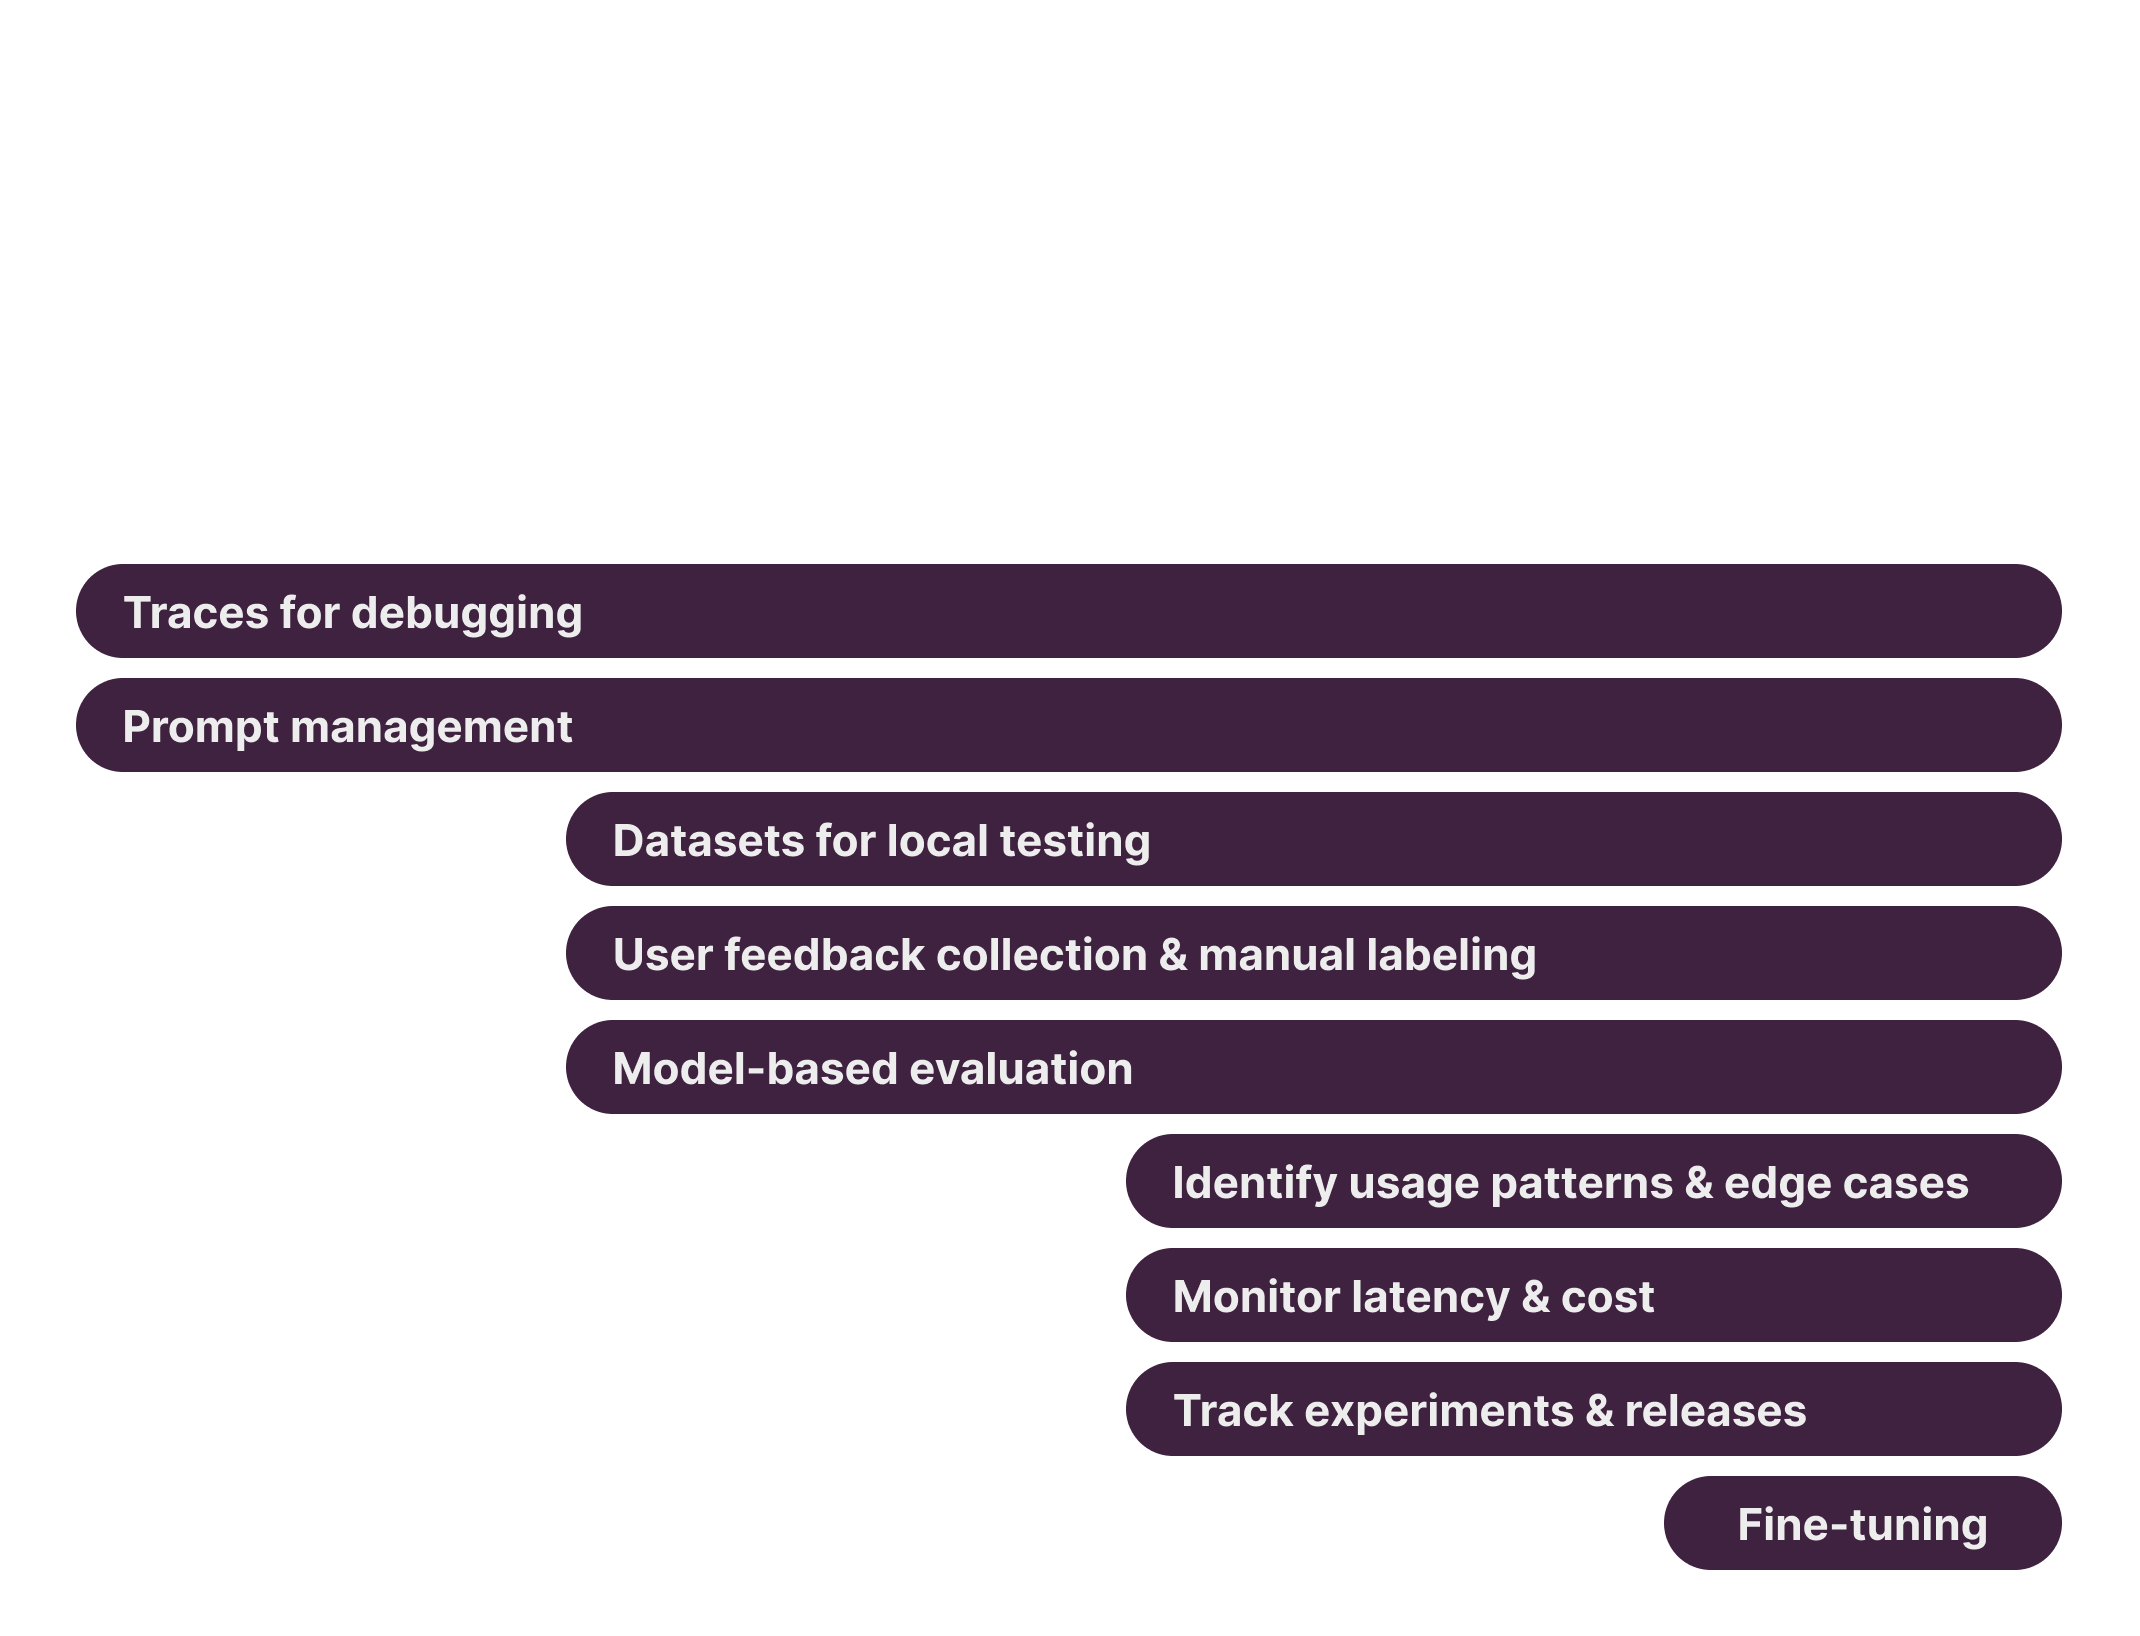 Traces for debugging
Prompt management
Datasets for local testing
User feedback collection & manual labeling
Model-based evaluation
Identify usage patterns & edge cases
Monitor latency & cost
Track experiments & releases
Fine-tuning